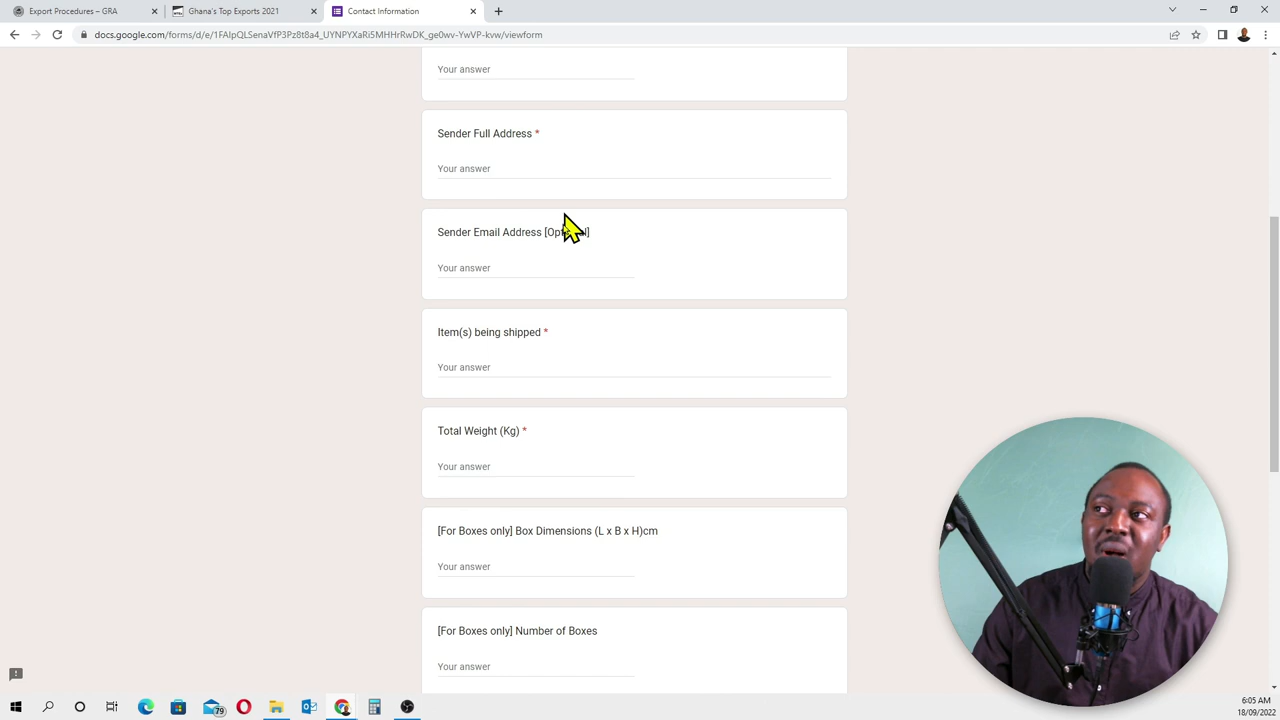 Export Procedures – GRA
Ghana's Top Exports 2021
Contact Information
docs.google.com/forms/d/e/1FAIpQLSenaVfP3Pz8t8a4_UYNPYXaRi5MHHrRwDK_ge0wv-YwVP-kvw/viewform
Your answer
Sender Full Address *
Your answer
Sender Email Address
Your answer
Item(s) being shipped *
Your answer
Total Weight (Kg) *
Your answer
[For Boxes only] Box Dimensions (L x B x H)cm
Your answer
[For Boxes only] Number of Boxes
Your answer
79
6:05 AM
18/09/2022